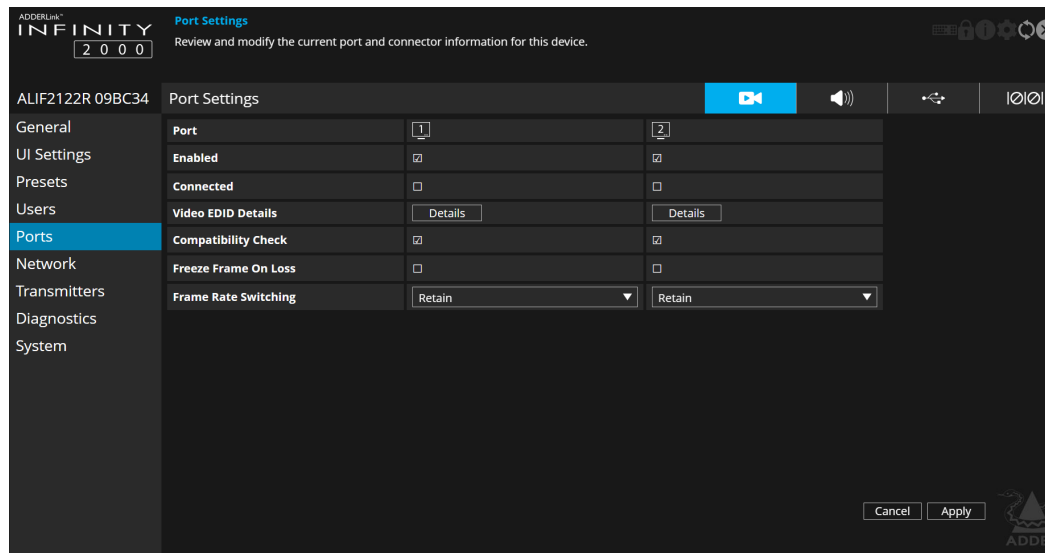 ADDERLink™
INFINITY
2000
Port Settings
Review and modify the current port and connector information for this device.
ALIF2122R 09BC34
Port Settings
General
UI Settings
Presets
Users
Ports
Network
Transmitters
Diagnostics
System
Port 1 2
Enabled
Connected
Video EDID Details Details Details
Compatibility Check
Freeze Frame On Loss
Frame Rate Switching Retain Retain
Cancel Apply